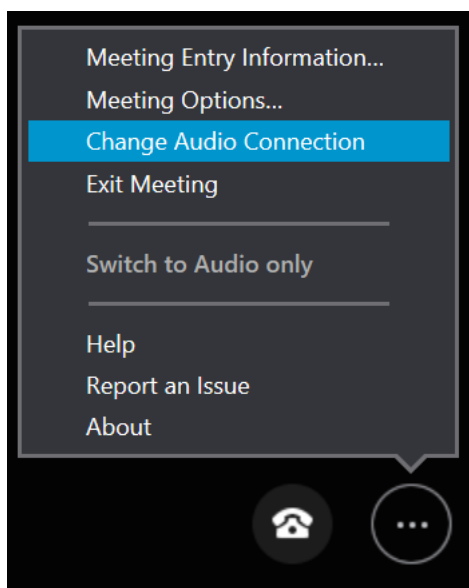 Meeting Entry Information...
Meeting Options...
Change Audio Connection
Exit Meeting
Switch to Audio only
Help
Report an Issue
About